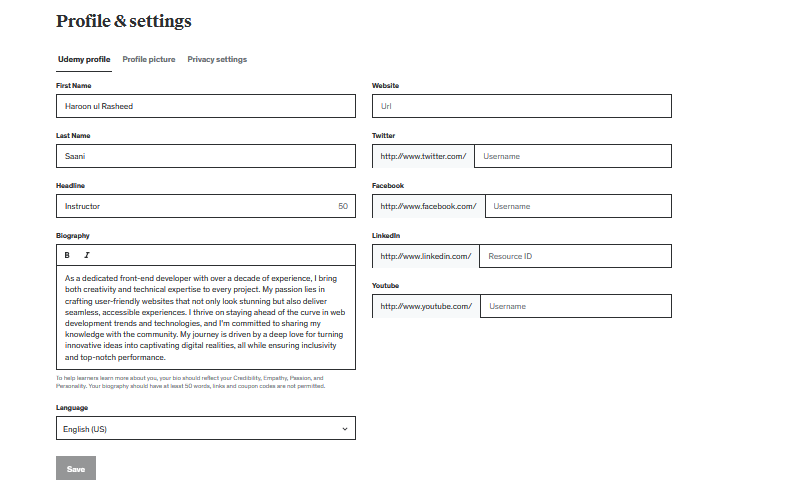 Profile & settings
Udemy profile Profile picture Privacy settings
First Name
Haroon ul Rasheed
Last Name
Saani
Headline
Instructor 50
Biography
B I
As a dedicated front-end developer with over a decade of experience, I bring
both creativity and technical expertise to every project. My passion lies in
crafting user-friendly websites that not only look stunning but also deliver
seamless, accessible experiences. I thrive on staying ahead of the curve in web
development trends and technologies, and I'm committed to sharing my
knowledge with the community. My journey is driven by a deep love for turning
innovative ideas into captivating digital realities, all while ensuring inclusivity
and top-notch performance.
To help learners learn more about you, your bio should reflect your Credibility, Empathy, Passion, and
Personality. Your biography should have at least 50 words, links and coupon codes are not permitted.
Language
English (US)
Save
Website
Url
Twitter
http://www.twitter.com/ Username
Facebook
http://www.facebook.com/ Username
LinkedIn
http://www.linkedin.com/ Resource ID
Youtube
http://www.youtube.com/ Username